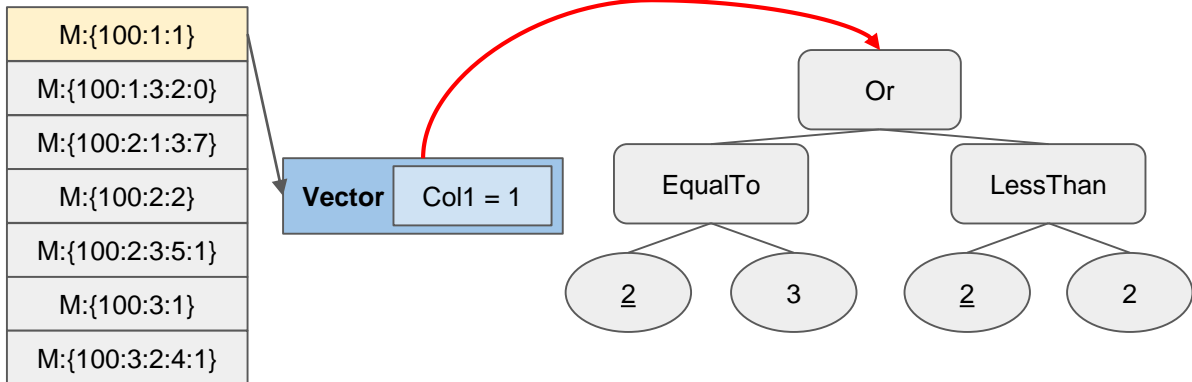 M:{100:1:1}
M:{100:1:3:2:0}
M:{100:2:1:3:7}
M:{100:2:2}
M:{100:2:3:5:1}
M:{100:3:1}
M:{100:3:2:4:1}
Vector
Col1 = 1
Or
EqualTo
LessThan
2
3
2
2